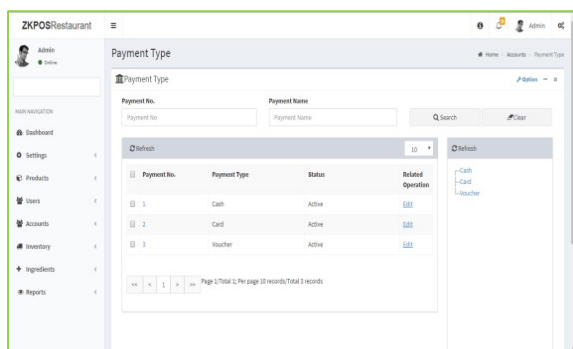 ZKPOSRestaurant
Admin
Admin
Online
Payment Type
Home
Accounts
Payment Type
Payment Type
Option
Payment No.
Payment Name
Payment No
Payment Name
Search
Clear
MAIN NAVIGATION
Dashboard
Settings
Products
Users
Accounts
Inventory
Ingredients
Reports
Refresh
10
Payment No. Payment Type Status Related Operation
1 Cash Active Edit
2 Card Active Edit
3 Voucher Active Edit
<< < 1 > >> Page 1/Total 1; Per page 10 records/Total 3 records
Refresh
Cash
Card
Voucher